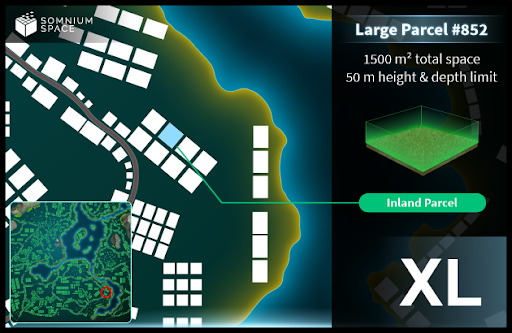 SOMNIUM
SPACE
Large Parcel #852
1500 m² total space
50 m height & depth limit
Inland Parcel
XL